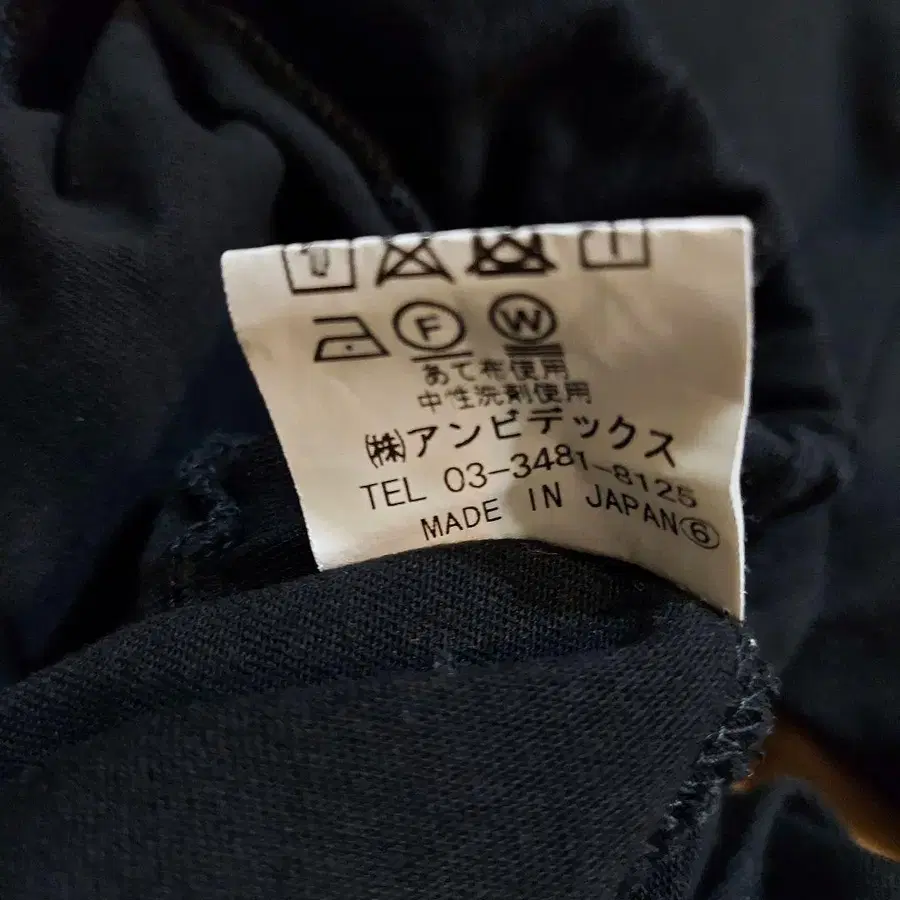 F W
あて布使用
中性洗剤使用
㈱アンビデックス
TEL 03-3481-8125
MADE IN JAPAN⑥